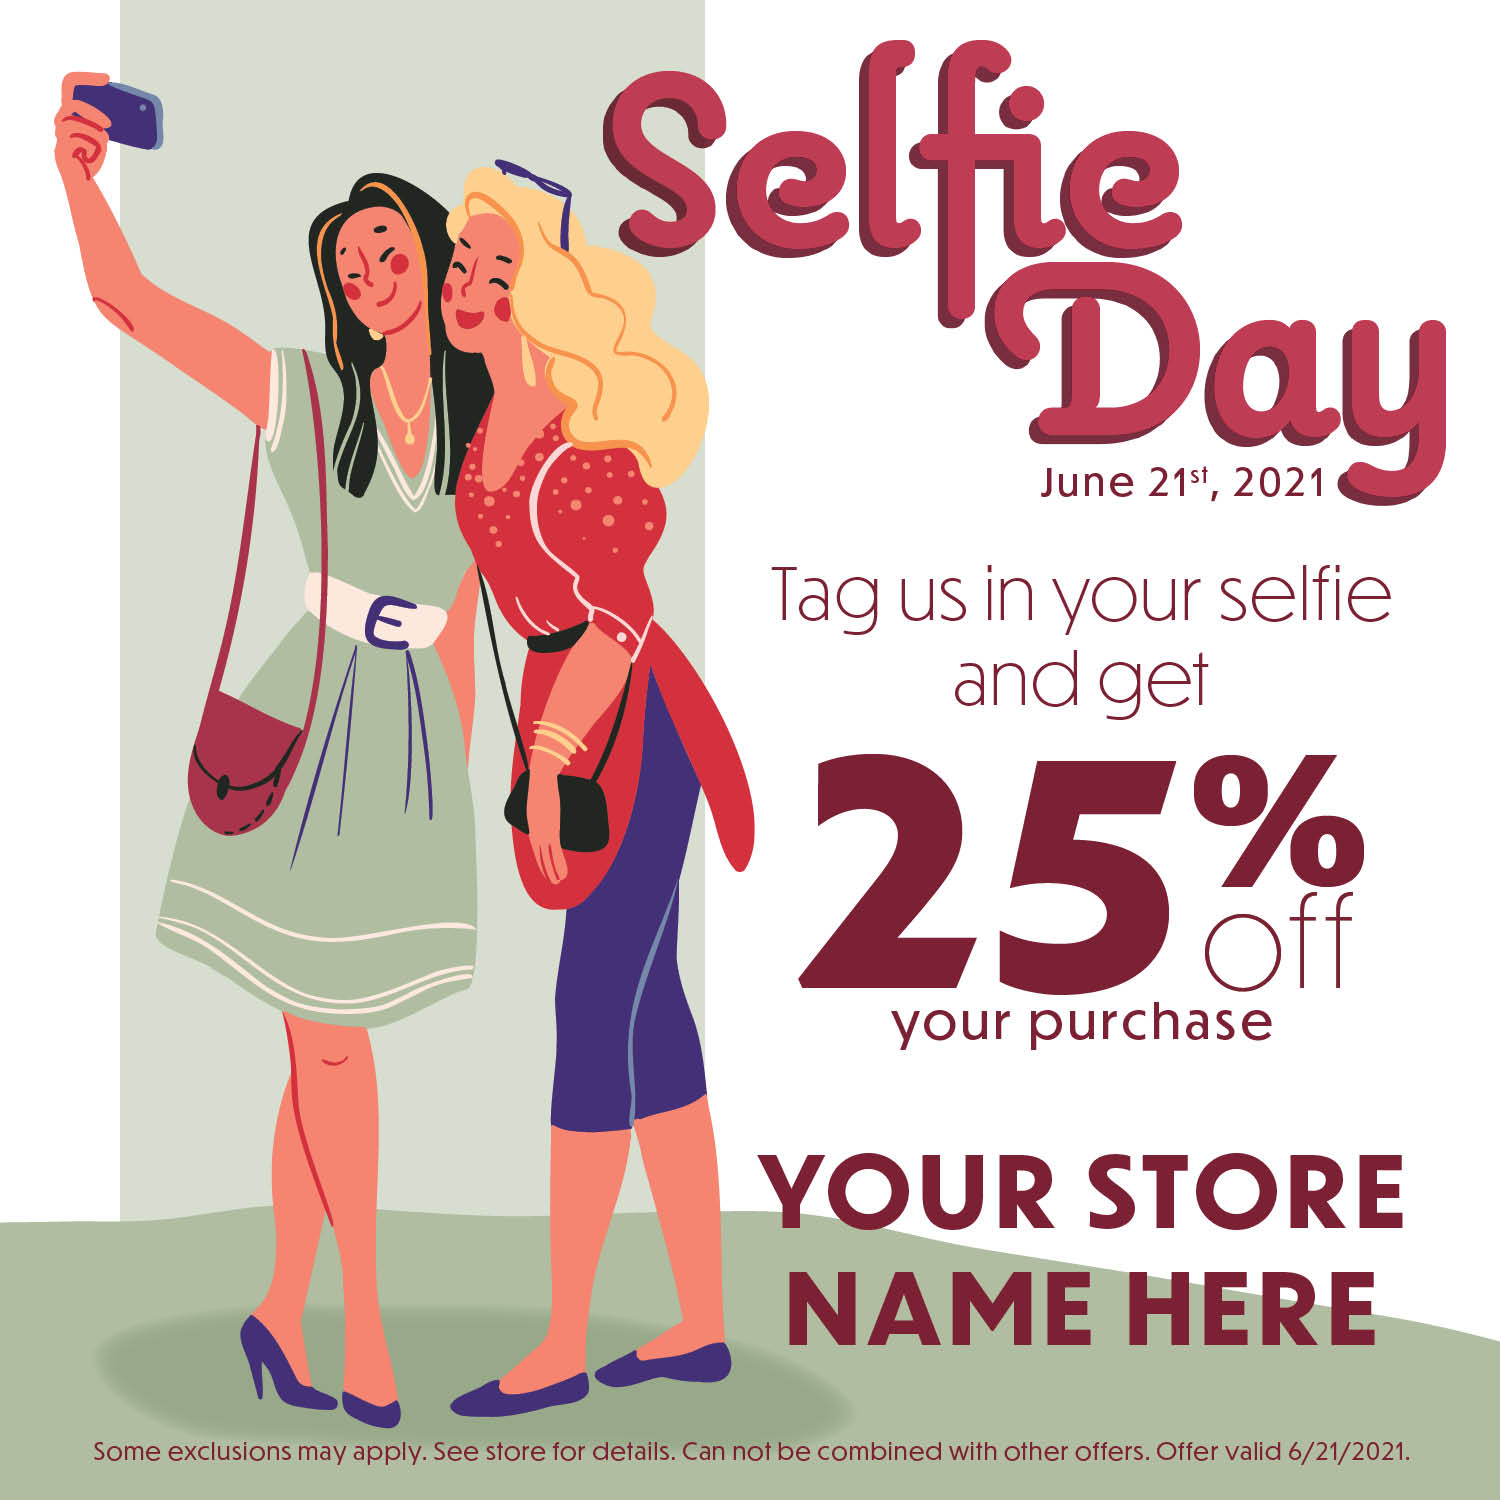 Selfie
Day
June 21st, 2021
Tag us in your selfie
and get
25%
off
your purchase
YOUR STORE
NAME HERE
Some exclusions may apply. See store for details. Can not be combined with other offers. Offer valid 6/21/2021.